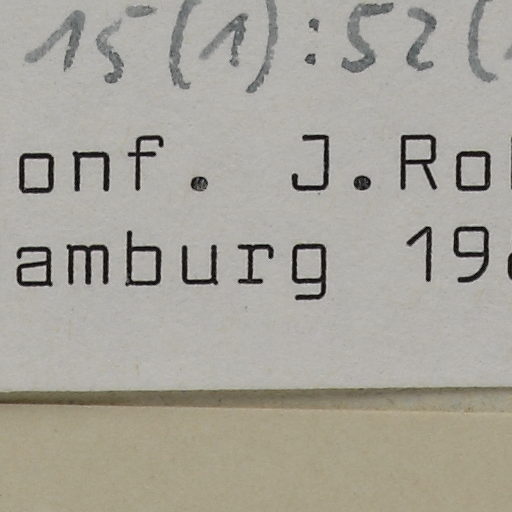 15(1):52(
onf. J.Ro
amburg 19